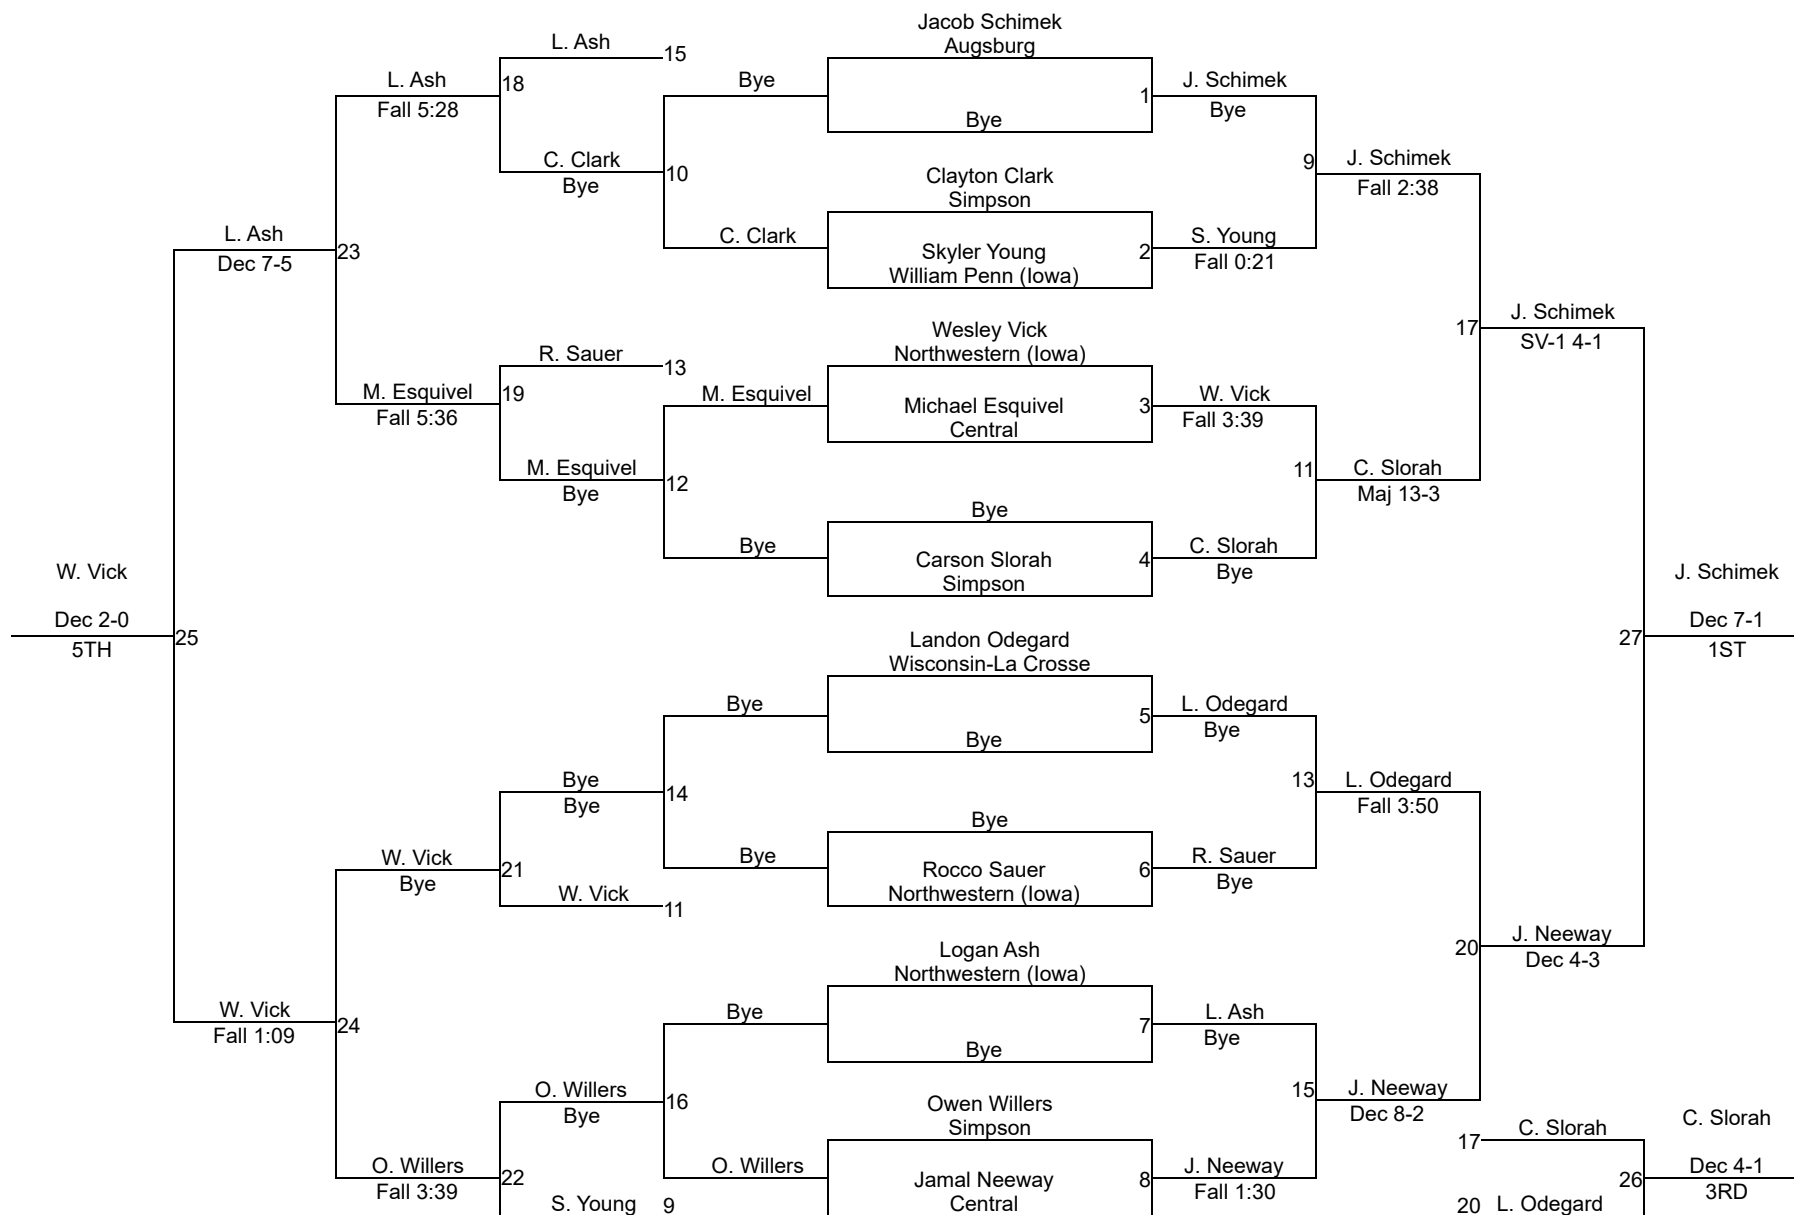 Jacob Schimek
Augsburg
L. Ash
15
L. Ash
18
Bye
1
J. Schimek
Fall 5:28
Bye
Bye
C. Clark
10
9
J. Schimek
Bye
Clayton Clark
Fall 2:38
Simpson
L. Ash
23
C. Clark
Skyler Young
2
S. Young
Dec 7-5
William Penn (Iowa)
Fall 0:21
Wesley Vick
17
J. Schimek
R. Sauer
13
Northwestern (Iowa)
SV-1 4-1
M. Esquivel
19
M. Esquivel
Michael Esquivel
3
W. Vick
Fall 5:36
Central
Fall 3:39
M. Esquivel
12
11
C. Slorah
Bye
Maj 13-3
Bye
Bye
Carson Slorah
4
C. Slorah
W. Vick
Simpson
Bye
J. Schimek
Dec 2-0
25
27
Dec 7-1
5TH
1ST
Landon Odegard
Wisconsin-La Crosse
Bye
5
L. Odegard
Bye
Bye
Bye
14
13
L. Odegard
Bye
Fall 3:50
Bye
W. Vick
21
Bye
Rocco Sauer
6
R. Sauer
Bye
Northwestern (Iowa)
Bye
W. Vick
11
Logan Ash
20
J. Neeway
Northwestern (Iowa)
Dec 4-3
W. Vick
24
Bye
7
L. Ash
Fall 1:09
Bye
Bye
O. Willers
16
15
J. Neeway
Bye
Owen Willers
Dec 8-2
Simpson
17
C. Slorah
C. Slorah
O. Willers
22
O. Willers
Jamal Neeway
8
J. Neeway
26
Dec 4-1
Fall 3:39
Central
Fall 1:30
3RD
S. Young
9
20
L. Odegard